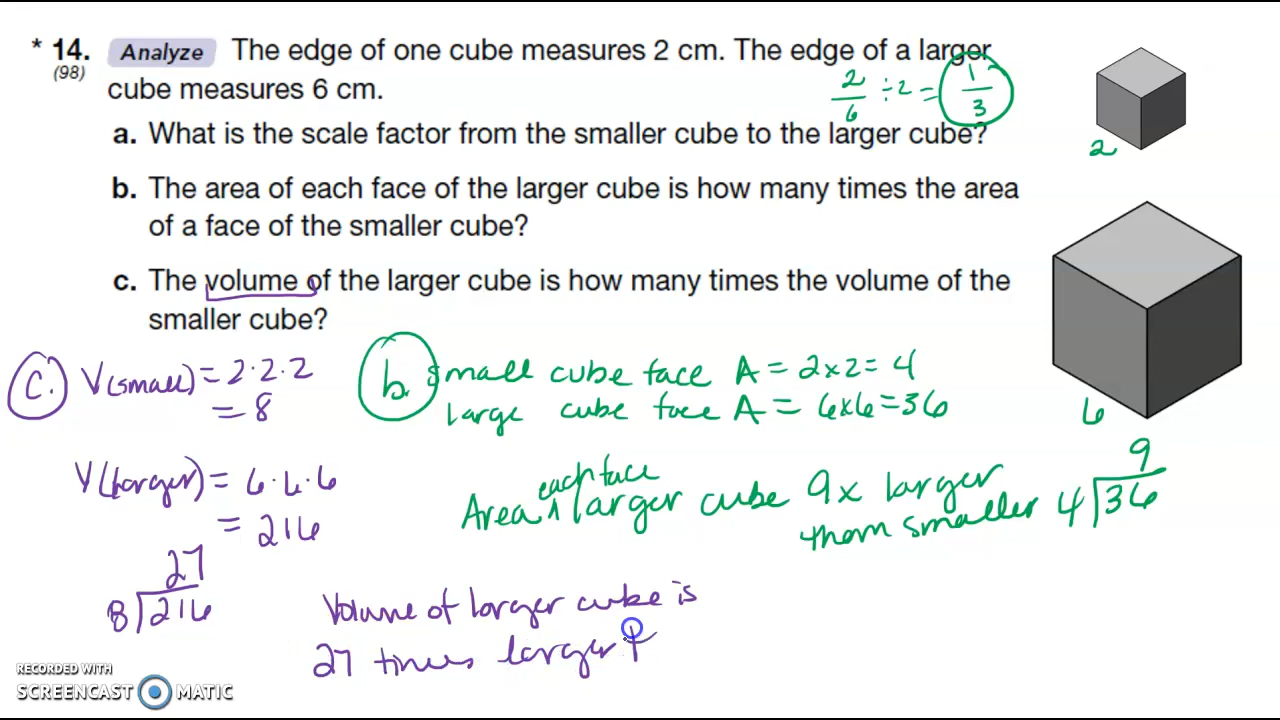 * 14. Analyze The edge of one cube measures 2 cm. The edge of a larger
(98)
cube measures 6 cm.
2/6 ÷2 = 1/3
a. What is the scale factor from the smaller cube to the larger cube?
b. The area of each face of the larger cube is how many times the area
of a face of the smaller cube?
c. The volume of the larger cube is how many times the volume of the
smaller cube?
2
6
C. V(small) = 2·2·2
= 8
V(larger) = 6·6·6
= 216
27
8)216
b. small cube face A = 2x2=4
large cube face A = 6x6=36
each face
Area ^ larger cube 9x larger
than smaller
9
4)36
Volume of larger cube is
27 times larger t
RECORDED WITH
SCREENCAST MATIC